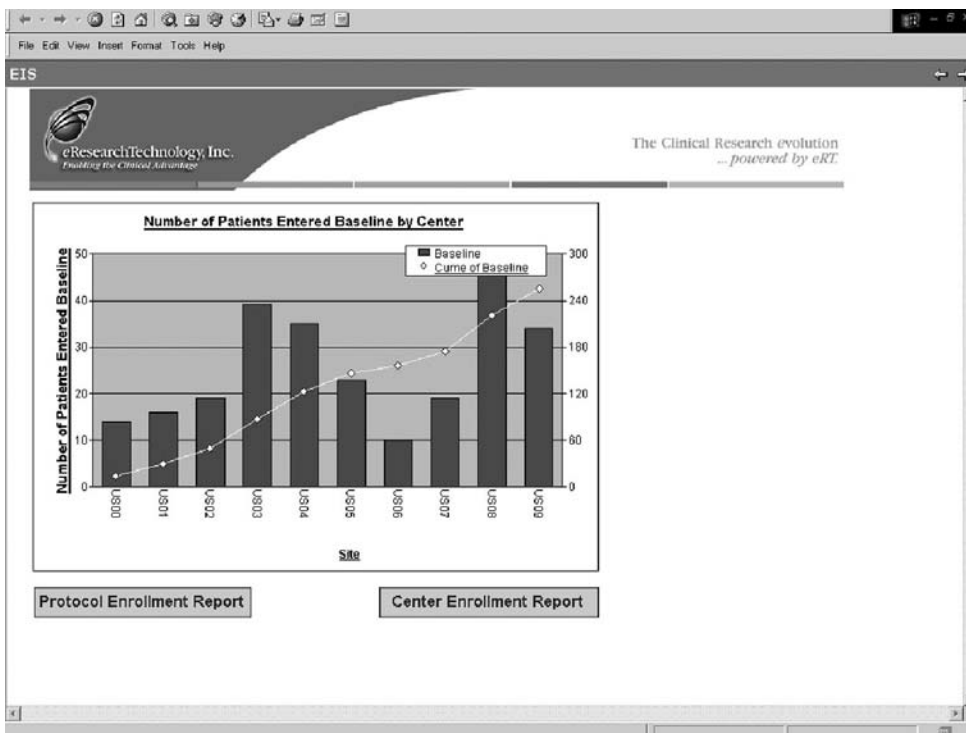 File Edit View Insert Format Tools Help
EIS
eResearchTechnology, Inc.
Enabling the Clinical Advantage
The Clinical Research evolution
... powered by eRT.
Number of Patients Entered Baseline by Center
Baseline
Cume of Baseline
Number of Patients Entered Baseline
50
40
30
20
10
0
300
240
180
120
60
0
US00
US01
US02
US03
US04
US05
US06
US07
US08
US09
Site
Protocol Enrollment Report
Center Enrollment Report